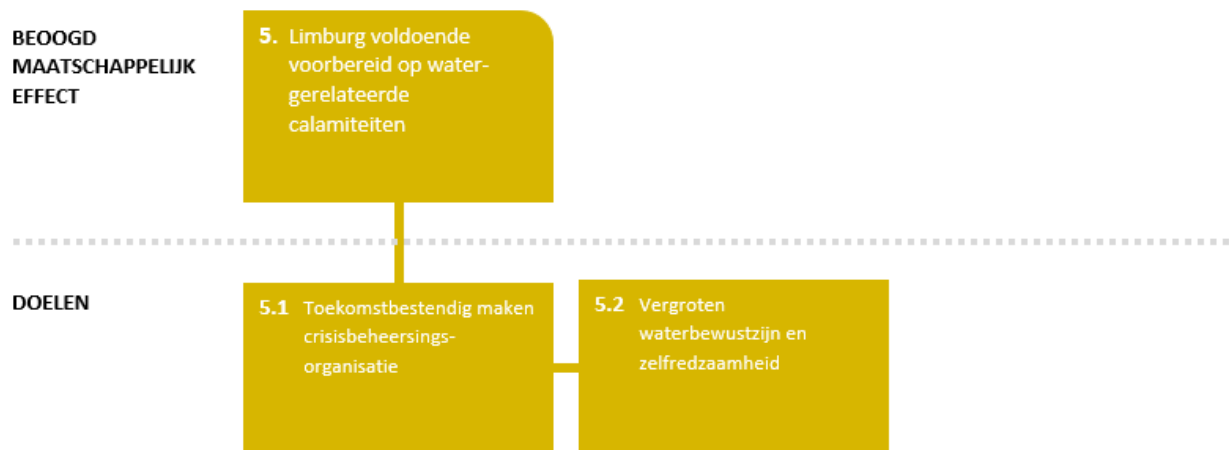 BEOOGD
MAATSCHAPPELIJK
EFFECT
5. Limburg voldoende
voorbereid op water-
gerelateerde
calamiteiten
DOELEN
5.1 Toekomstbestendig maken
crisisbeheersings-
organisatie
5.2 Vergroten
waterbewustzijn en
zelfredzaamheid